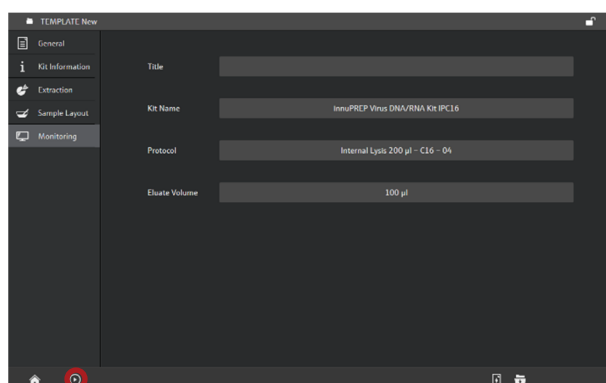 TEMPLATE New
General
Kit Information
Extraction
Sample Layout
Monitoring
Title
Kit Name
InnuPREP Virus DNA/RNA Kit IPC16
Protocol
Internal Lysis 200 µl - C16 - 04
Eluate Volume
100 µl